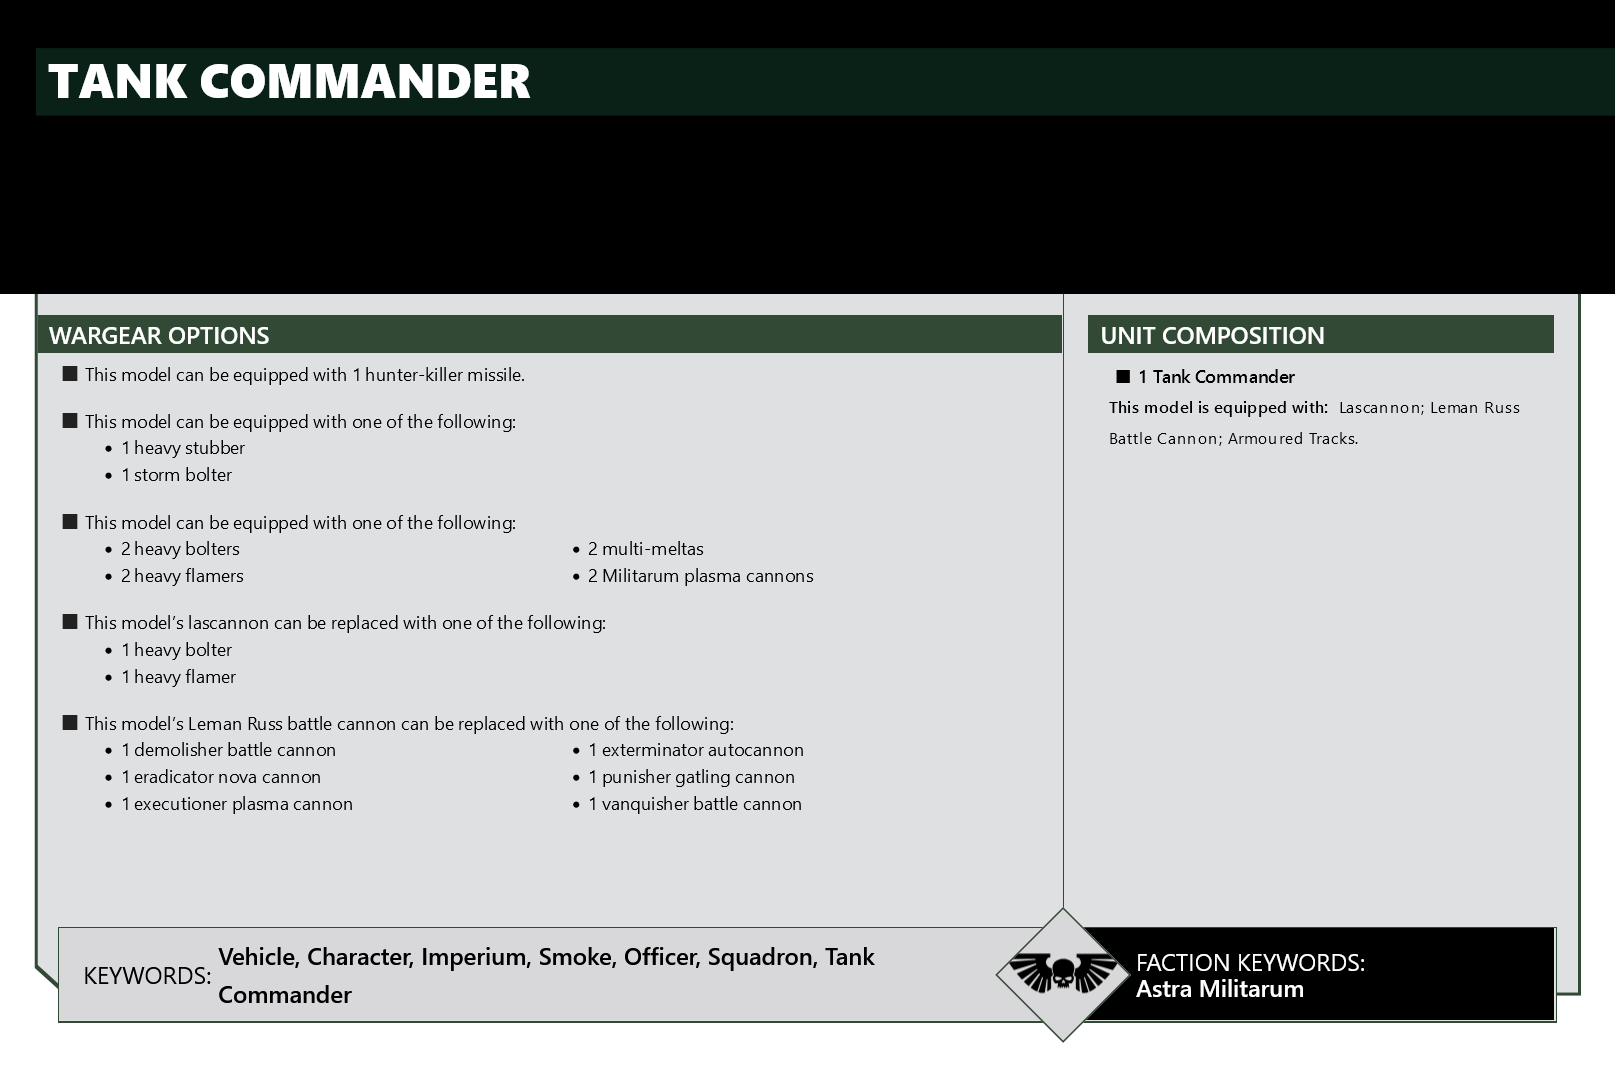 TANK COMMANDER
WARGEAR OPTIONS
■ This model can be equipped with 1 hunter-killer missile.
■ This model can be equipped with one of the following:
• 1 heavy stubber
• 1 storm bolter
■ This model can be equipped with one of the following:
• 2 heavy bolters
• 2 heavy flamers
• 2 multi-meltas
• 2 Militarum plasma cannons
■ This model’s lascannon can be replaced with one of the following:
• 1 heavy bolter
• 1 heavy flamer
■ This model’s Leman Russ battle cannon can be replaced with one of the following:
• 1 demolisher battle cannon
• 1 eradicator nova cannon
• 1 executioner plasma cannon
• 1 exterminator autocannon
• 1 punisher gatling cannon
• 1 vanquisher battle cannon
UNIT COMPOSITION
■ 1 Tank Commander
This model is equipped with: Lascannon; Leman Russ
Battle Cannon; Armoured Tracks.
KEYWORDS: Vehicle, Character, Imperium, Smoke, Officer, Squadron, Tank
Commander
FACTION KEYWORDS:
Astra Militarum